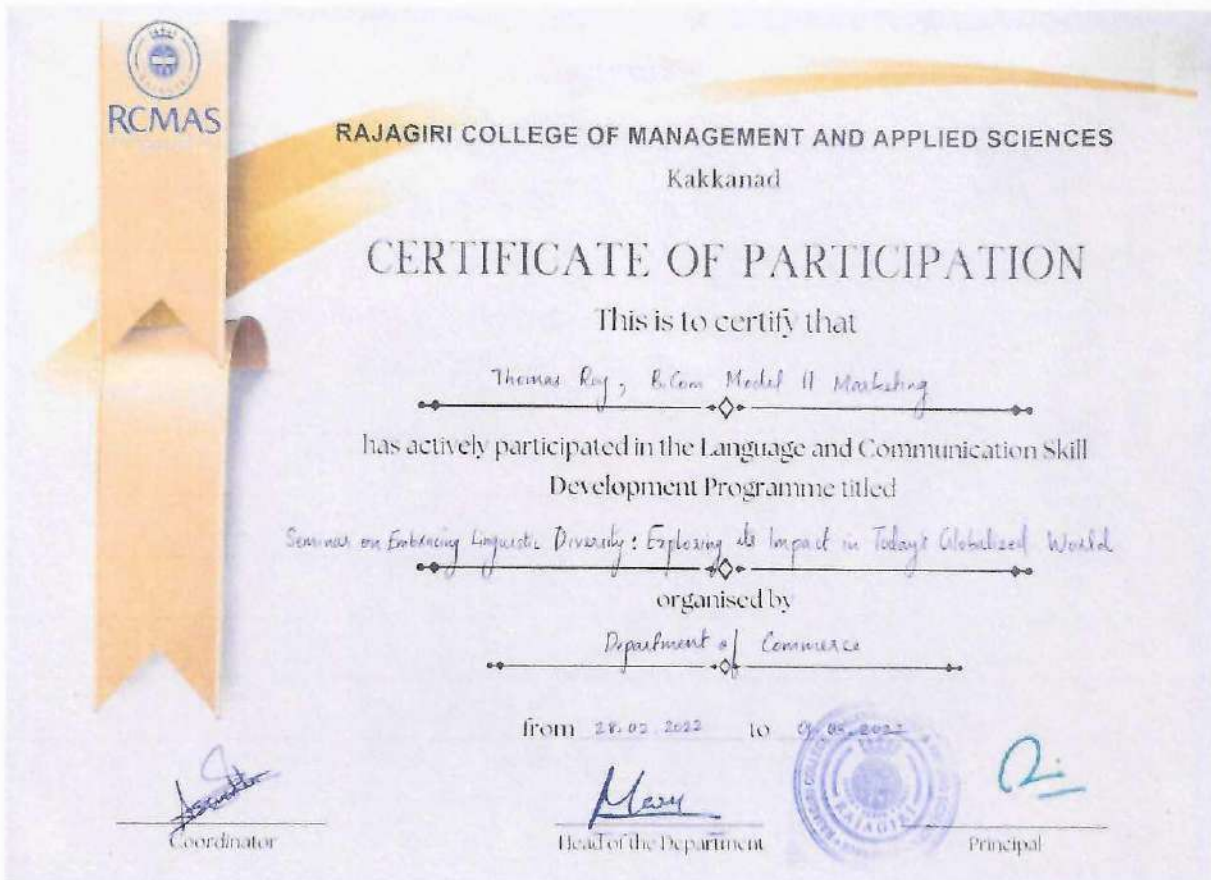 RCMAS
RAJAGIRI COLLEGE OF MANAGEMENT AND APPLIED SCIENCES
Kakkanad
CERTIFICATE OF PARTICIPATION
This is to certify that
Thomas Roy, B.Com Model II Marketing
has actively participated in the Language and Communication Skill
Development Programme titled
Seminar on Embracing Linguistic Diversity: Exploring its Impact in Today's Globalized World
organised by
Department of Commerce
from 28.02.2022 to
RAJAGIRI
Coordinator
Head of the Department
Principal